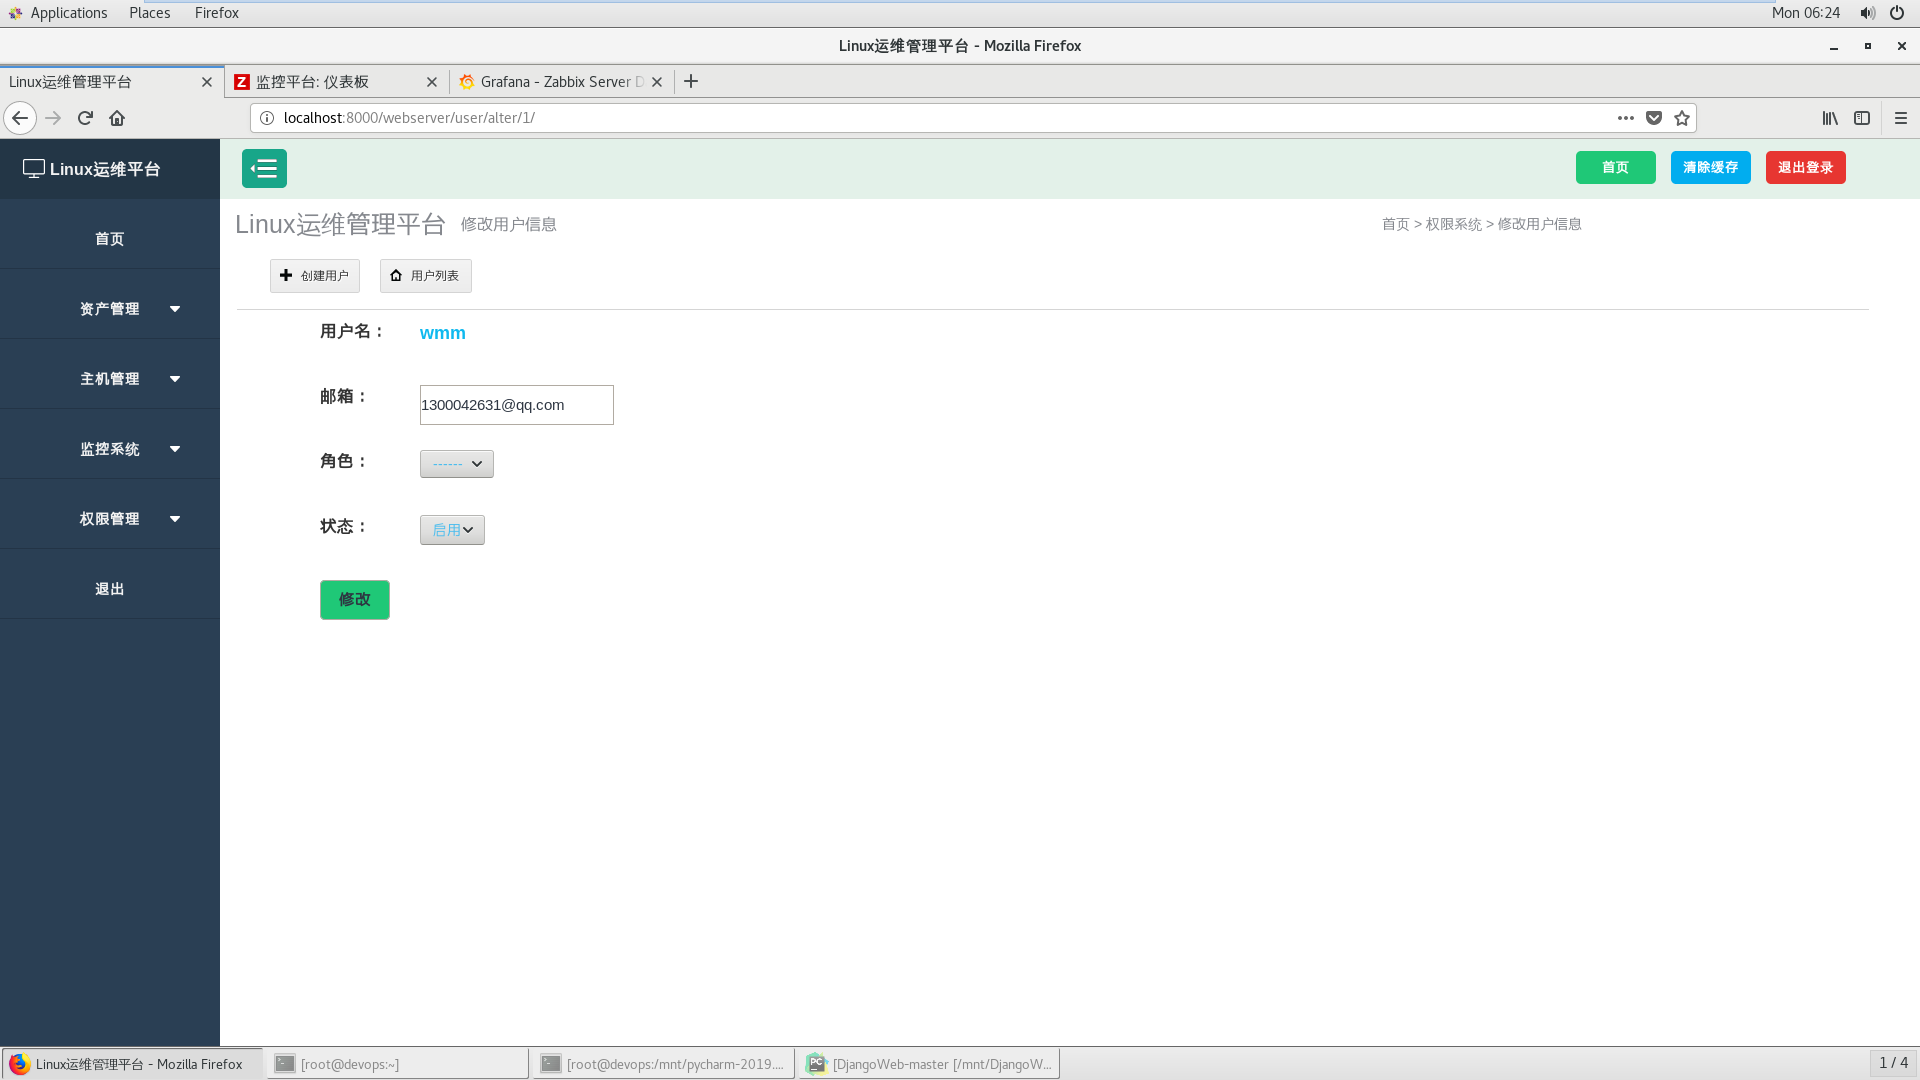 Applications Places Firefox Mon 06:24
Linux运维管理平台 - Mozilla Firefox
Linux运维管理平台 监控平台: 仪表板 Grafana - Zabbix Server D
localhost:8000/webserver/user/alter/1/
Linux运维平台
首页 清除缓存 退出登录
Linux运维管理平台 修改用户信息 首页 > 权限系统 > 修改用户信息
首页
创建用户 用户列表
资产管理
用户名： wmm
主机管理
邮箱： 1300042631@qq.com
监控系统
角色： ------
权限管理
状态： 启用
退出
修改
Linux运维管理平台 - Mozilla Firefox [root@devops:~] [root@devops:/mnt/pycharm-2019.... [DjangoWeb-master [/mnt/DjangoW... 1 / 4